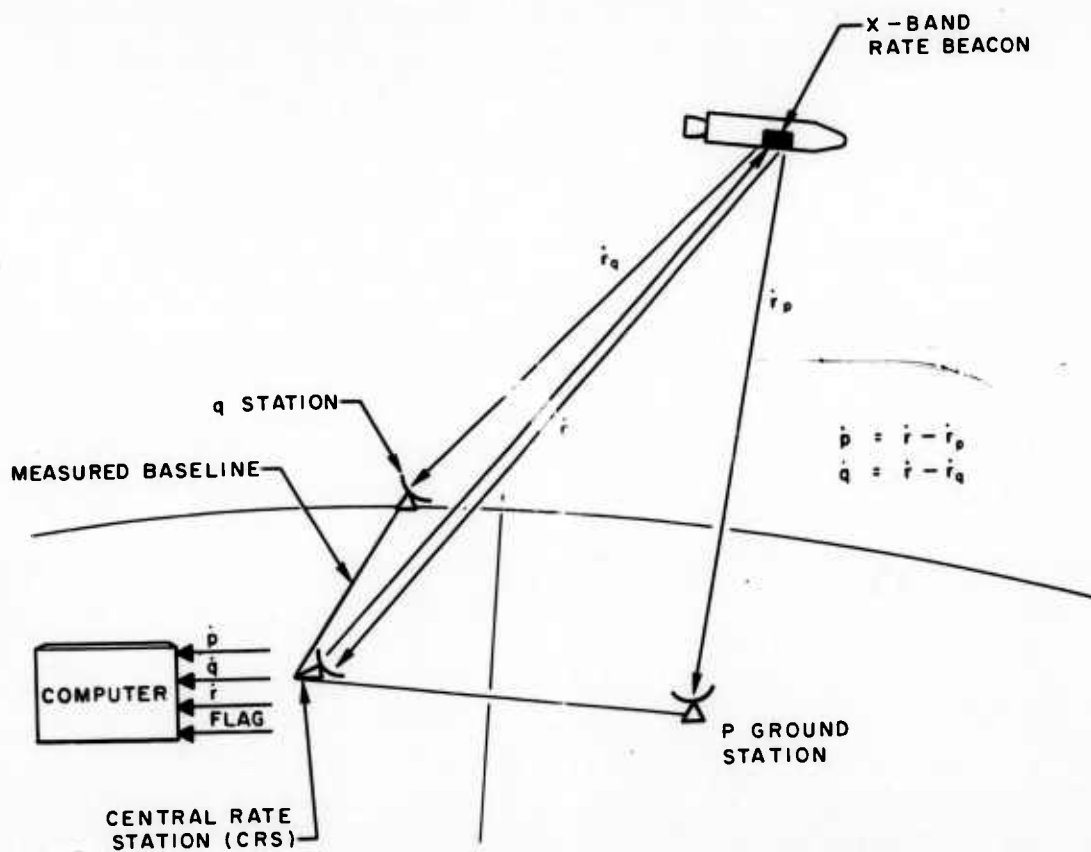 X-BAND
RATE BEACON
ṙq
ṙp
q STATION
ṙ
MEASURED BASELINE
ṗ = ṙ - ṙp
q̇ = ṙ - ṙq
ṗ
q̇
ṙ
FLAG
COMPUTER
P GROUND
STATION
CENTRAL RATE
STATION (CRS)